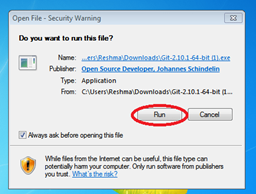 Open File - Security Warning
Do you want to run this file?
Name: ...ers\Reshma\Downloads\Git-2.10.1-64-bit (1).exe
Publisher: Open Source Developer, Johannes Schindelin
Type: Application
From: C:\Users\Reshma\Downloads\Git-2.10.1-64-bit (1....
Run Cancel
Always ask before opening this file
While files from the Internet can be useful, this file type can
potentially harm your computer. Only run software from publishers
you trust. What's the risk?